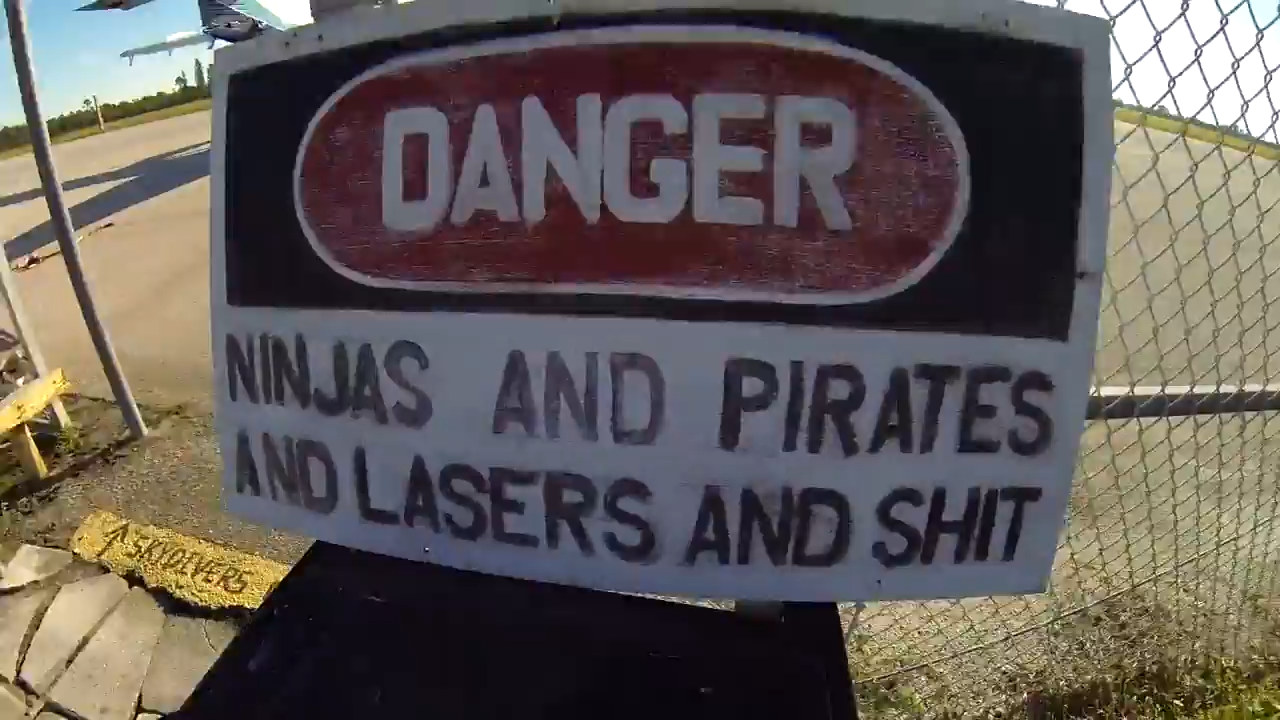 DANGER
NINJAS AND PIRATES
AND LASERS AND SHIT
SKYDIVERS